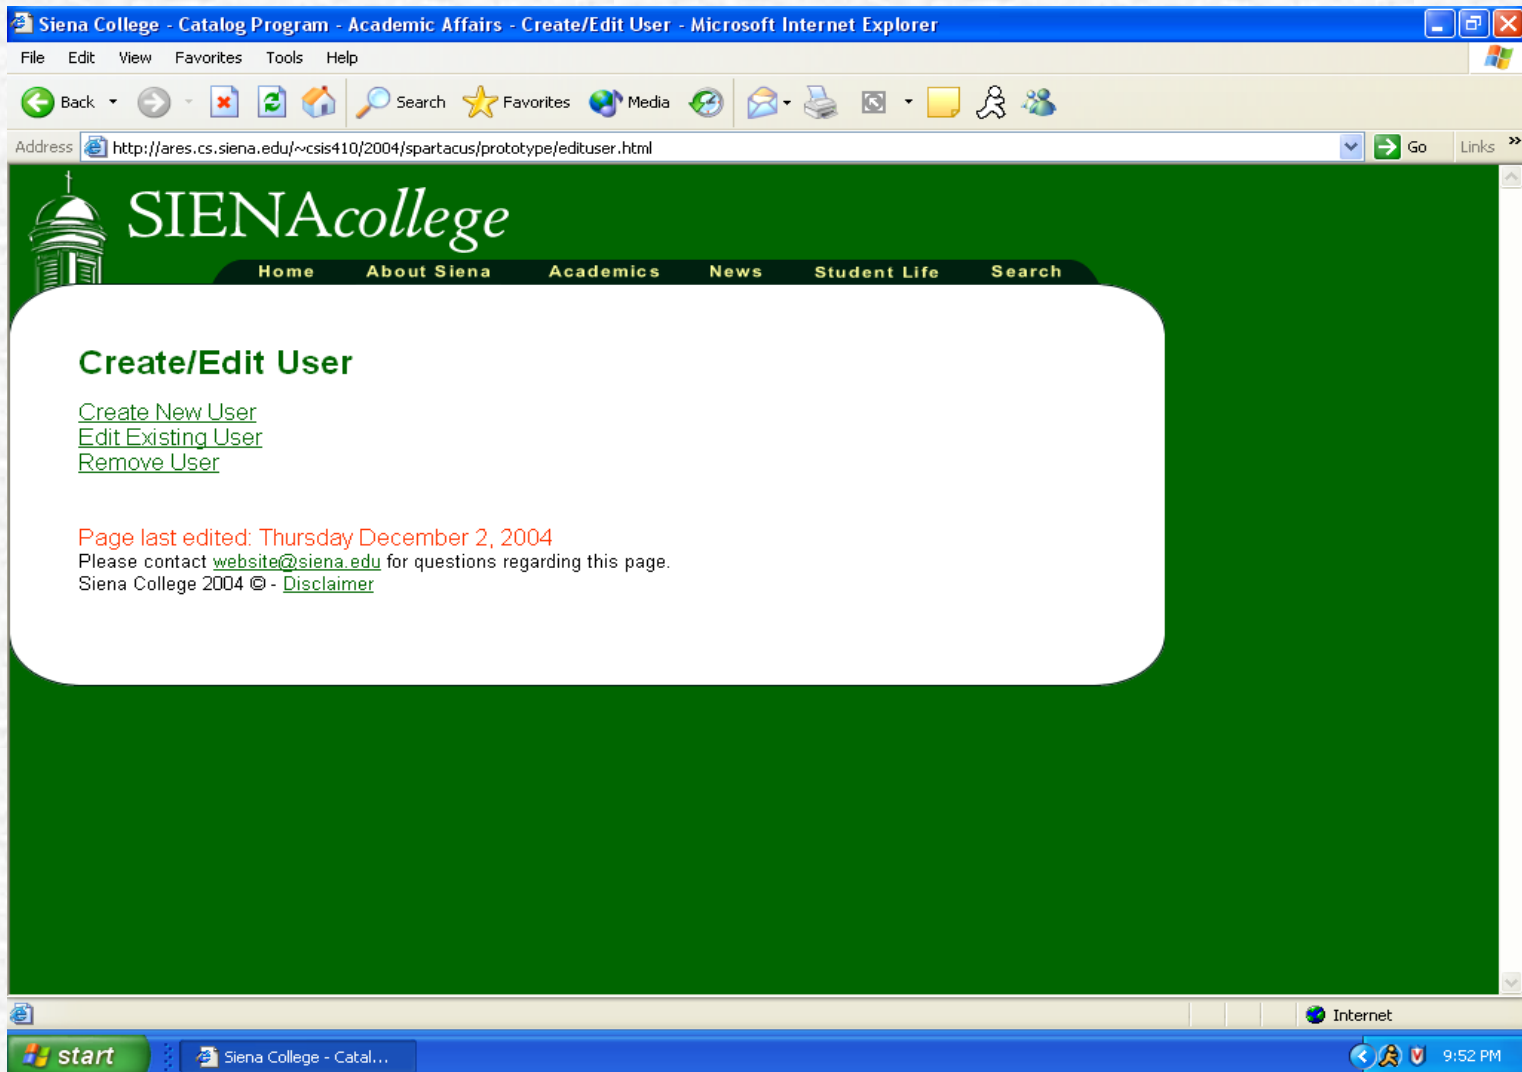 Siena College - Catalog Program - Academic Affairs - Create/Edit User - Microsoft Internet Explorer
File Edit View Favorites Tools Help
Back Search Favorites Media
Address http://ares.cs.siena.edu/~csis410/2004/spartacus/prototype/edituser.html Go Links »
SIENAcollege
Home About Siena Academics News Student Life Search
Create/Edit User
Create New User
Edit Existing User
Remove User
Page last edited: Thursday December 2, 2004
Please contact website@siena.edu for questions regarding this page.
Siena College 2004 © - Disclaimer
Internet
start Siena College - Catal... 9:52 PM